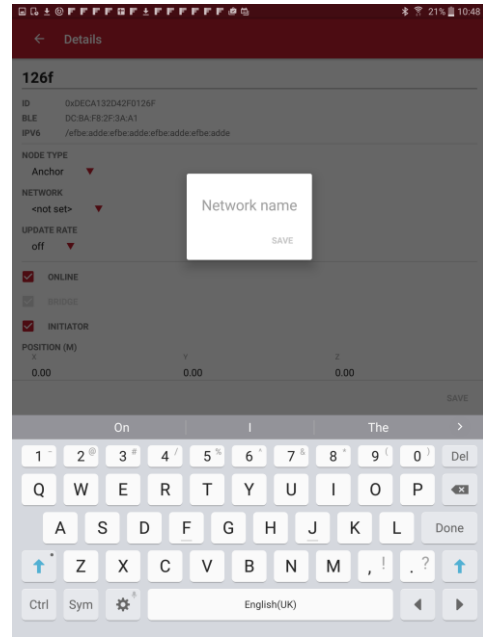 21% 10:48
Details
126f
ID 0xDECA132D42F0126F
BLE DC:BA:F8:2F:3A:A1
IPV6 /efbe:adde:efbe:adde:efbe:adde:efbe:adde
NODE TYPE
Anchor
NETWORK
<not set>
UPDATE RATE
off
Network name
SAVE
ONLINE
BRIDGE
INITIATOR
POSITION (M)
X Y Z
0.00 0.00 0.00
SAVE
On I The >
1 - 2 @ 3 # 4 / 5 % 6 ^ 7 & 8 * 9 ( 0 ) Del
Q W E R T Y U I O P
A S D F G H J K L Done
Z X C V B N M , ! . ?
Ctrl Sym English(UK)